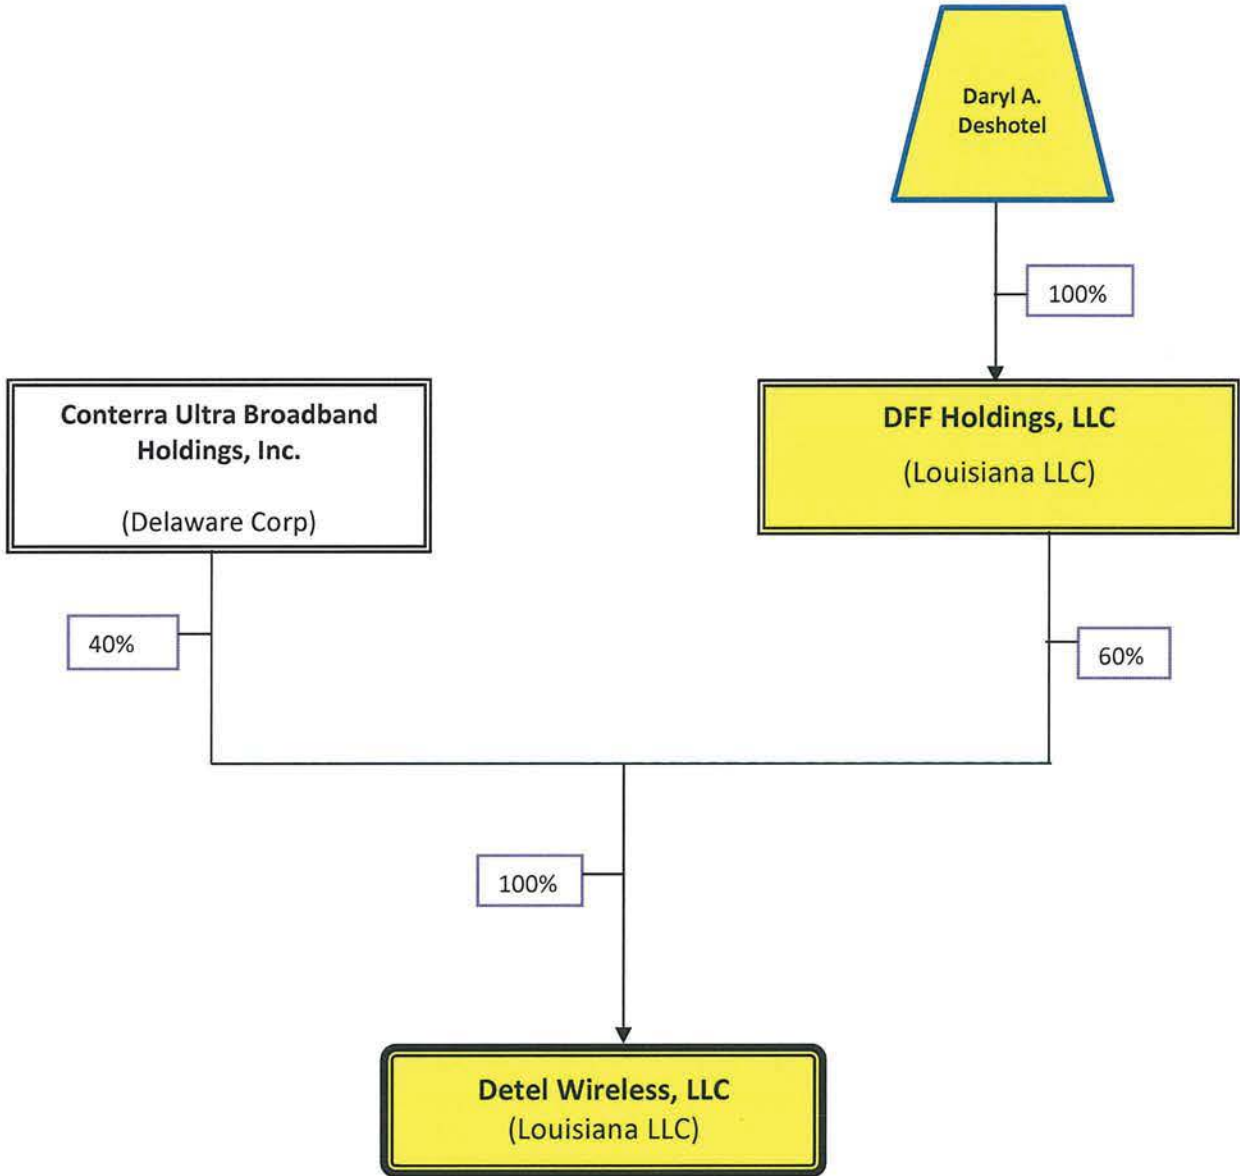 Daryl A.
Deshotel
100%
Conterra Ultra Broadband
Holdings, Inc.
(Delaware Corp)
DFF Holdings, LLC
(Louisiana LLC)
40%
60%
100%
Detel Wireless, LLC
(Louisiana LLC)